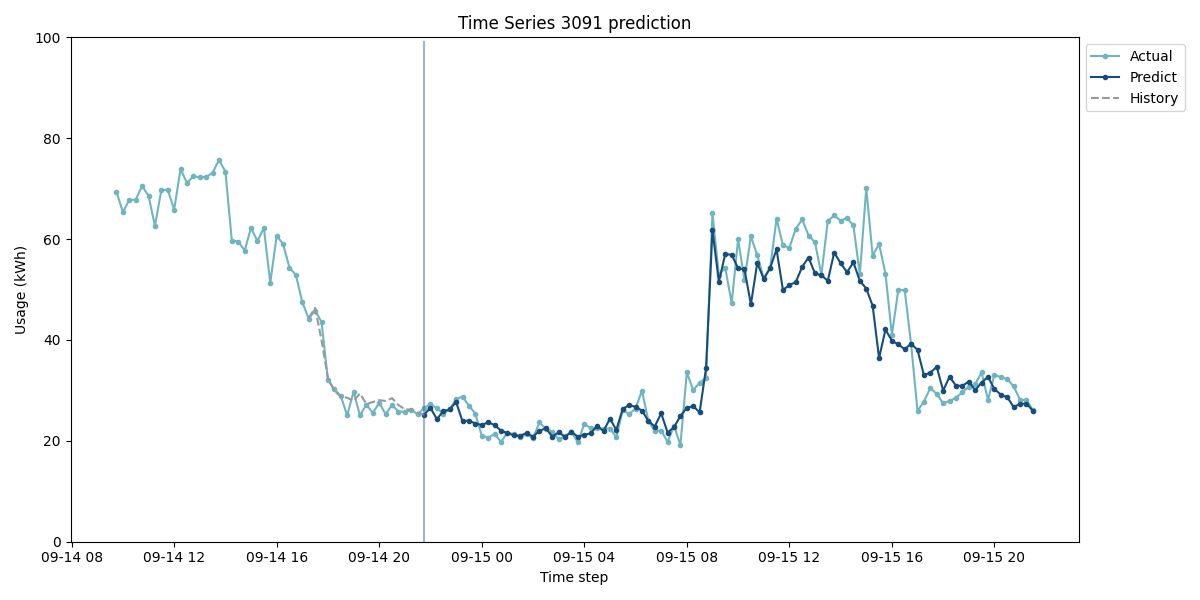 Time Series 3091 prediction
100
80
60
40
20
0
Usage (kWh)
09-14 08
09-14 12
09-14 16
09-14 20
09-15 00
09-15 04
09-15 08
09-15 12
09-15 16
09-15 20
Time step
Actual
Predict
History